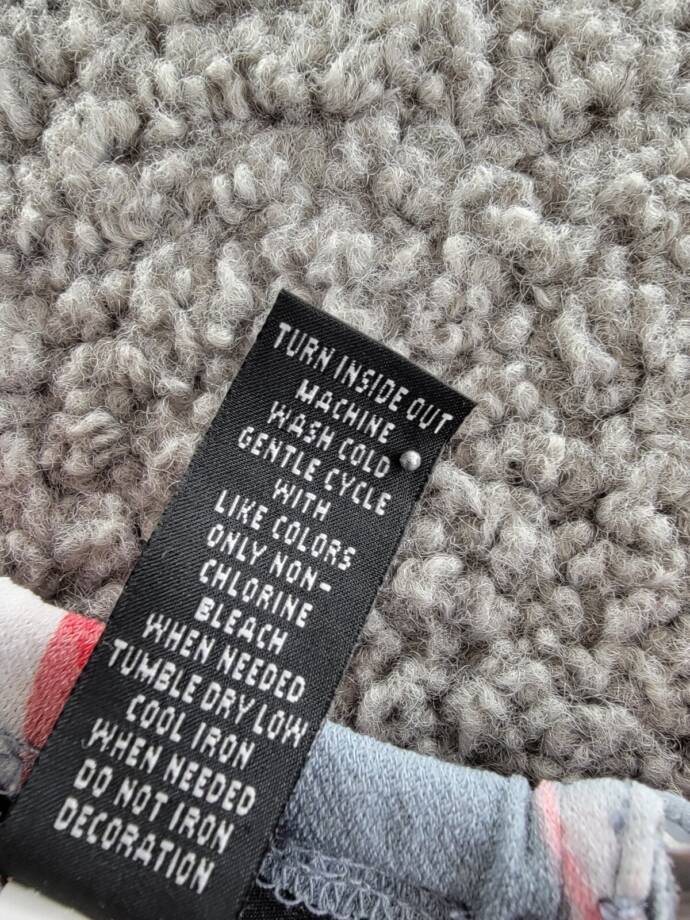 TURN INSIDE OUT
MACHINE
WASH COLD
GENTLE CYCLE
WITH
LIKE COLORS
ONLY NON-
CHLORINE
BLEACH
WHEN NEEDED
TUMBLE DRY LOW
COOL IRON
WHEN NEEDED
DO NOT IRON
DECORATION